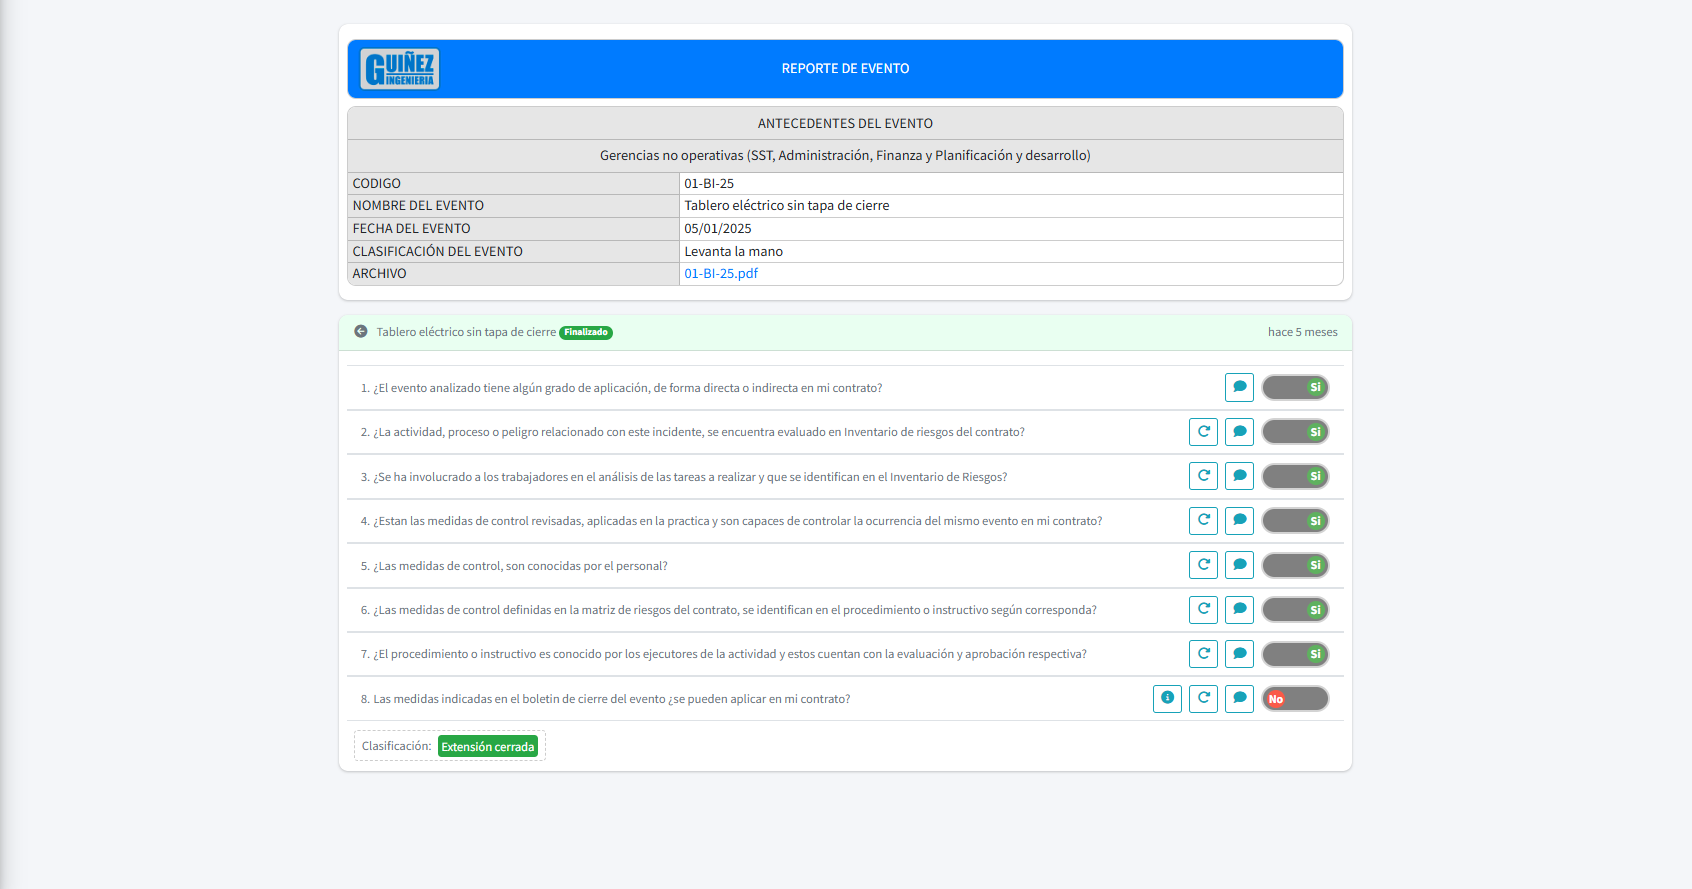 GUIÑEZ
INGENIERIA
REPORTE DE EVENTO
ANTECEDENTES DEL EVENTO
Gerencias no operativas (SST, Administración, Finanza y Planificación y desarrollo)
CODIGO 01-BI-25
NOMBRE DEL EVENTO Tablero eléctrico sin tapa de cierre
FECHA DEL EVENTO 05/01/2025
CLASIFICACIÓN DEL EVENTO Levanta la mano
ARCHIVO 01-BI-25.pdf
Tablero eléctrico sin tapa de cierre Finalizado hace 5 meses
1. ¿El evento analizado tiene algún grado de aplicación, de forma directa o indirecta en mi contrato? Si
2. ¿La actividad, proceso o peligro relacionado con este incidente, se encuentra evaluado en Inventario de riesgos del contrato? Si
3. ¿Se ha involucrado a los trabajadores en el análisis de las tareas a realizar y que se identifican en el Inventario de Riesgos? Si
4. ¿Estan las medidas de control revisadas, aplicadas en la practica y son capaces de controlar la ocurrencia del mismo evento en mi contrato? Si
5. ¿Las medidas de control, son conocidas por el personal? Si
6. ¿Las medidas de control definidas en la matriz de riesgos del contrato, se identifican en el procedimiento o instructivo según corresponda? Si
7. ¿El procedimiento o instructivo es conocido por los ejecutores de la actividad y estos cuentan con la evaluación y aprobación respectiva? Si
8. Las medidas indicadas en el boletin de cierre del evento ¿se pueden aplicar en mi contrato? No
Clasificación: Extensión cerrada